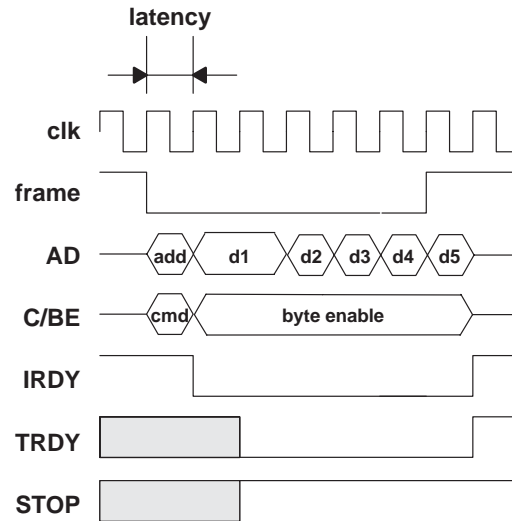 latency
clk
frame
AD add d1 d2 d3 d4 d5
C/BE cmd byte enable
IRDY
TRDY
STOP